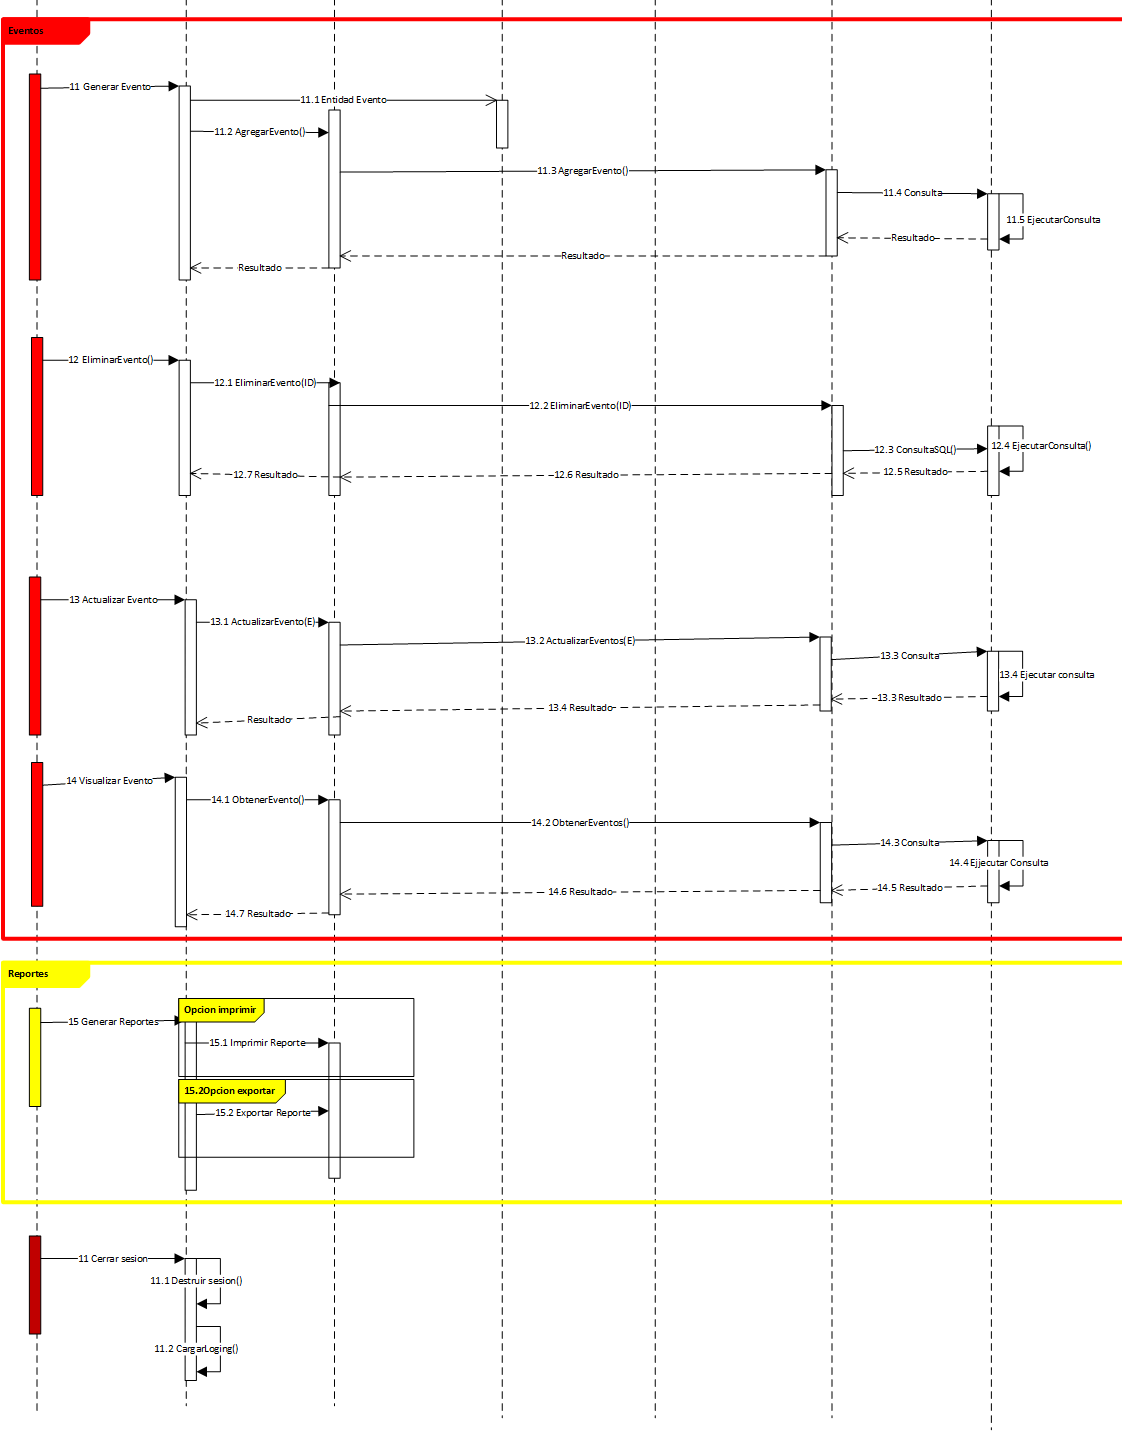 Eventos
11 Generar Evento
11.1 Entidad Evento
11.2 AgregarEvento()
11.3 AgregarEvento()
11.4 Consulta
11.5 EjecutarConsulta
Resultado
Resultado
Resultado
12 EliminarEvento()
12.1 EliminarEvento(ID)
12.2 EliminarEvento(ID)
12.3 ConsultaSQL()
12.4 EjecutarConsulta()
12.5 Resultado
12.6 Resultado
12.7 Resultado
13 Actualizar Evento
13.1 ActualizarEvento(E)
13.2 ActualizarEventos(E)
13.3 Consulta
13.4 Ejecutar consulta
13.3 Resultado
13.4 Resultado
Resultado
14 Visualizar Evento
14.1 ObtenerEvento()
14.2 ObtenerEventos()
14.3 Consulta
14.4 Ejjecutar Consulta
14.5 Resultado
14.6 Resultado
14.7 Resultado
Reportes
Opcion imprimir
15 Generar Reportes
15.1 Imprimir Reporte
15.2Opcion exportar
15.2 Exportar Reporte
11 Cerrar sesion
11.1 Destruir sesion()
11.2 CargarLoging()